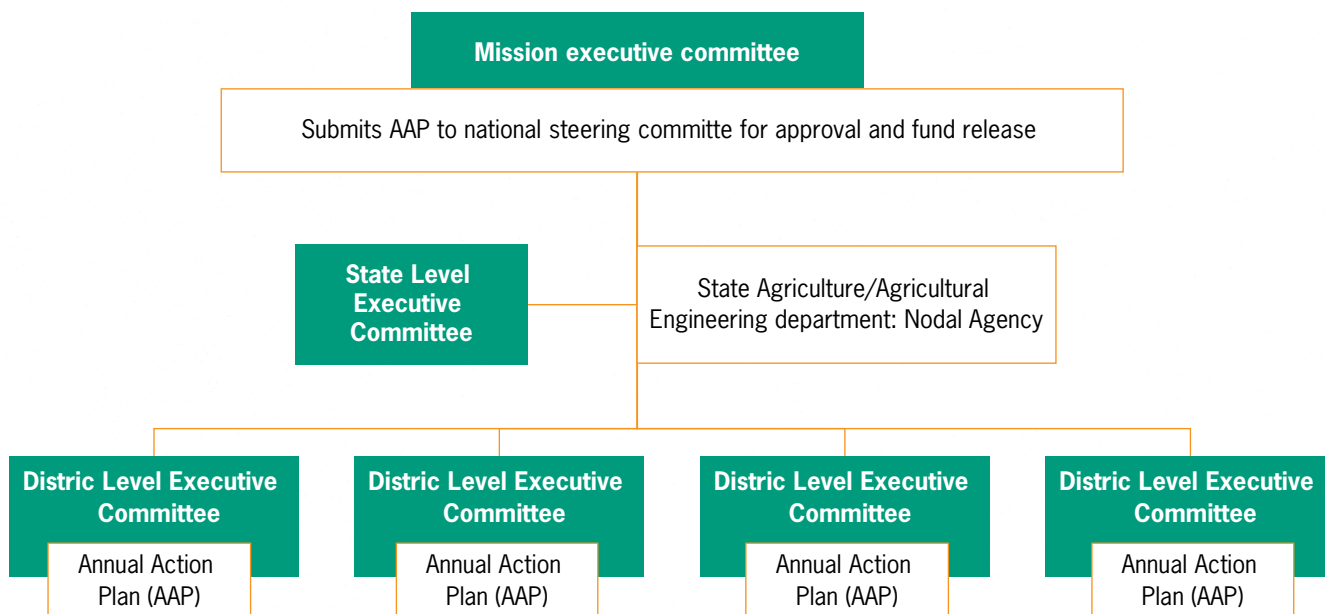 Mission executive committee
Submits AAP to national steering committe for approval and fund release
State Level
Executive
Committee
State Agriculture/Agricultural
Engineering department: Nodal Agency
Distric Level Executive
Committee
Annual Action
Plan (AAP)
Distric Level Executive
Committee
Annual Action
Plan (AAP)
Distric Level Executive
Committee
Annual Action
Plan (AAP)
Distric Level Executive
Committee
Annual Action
Plan (AAP)